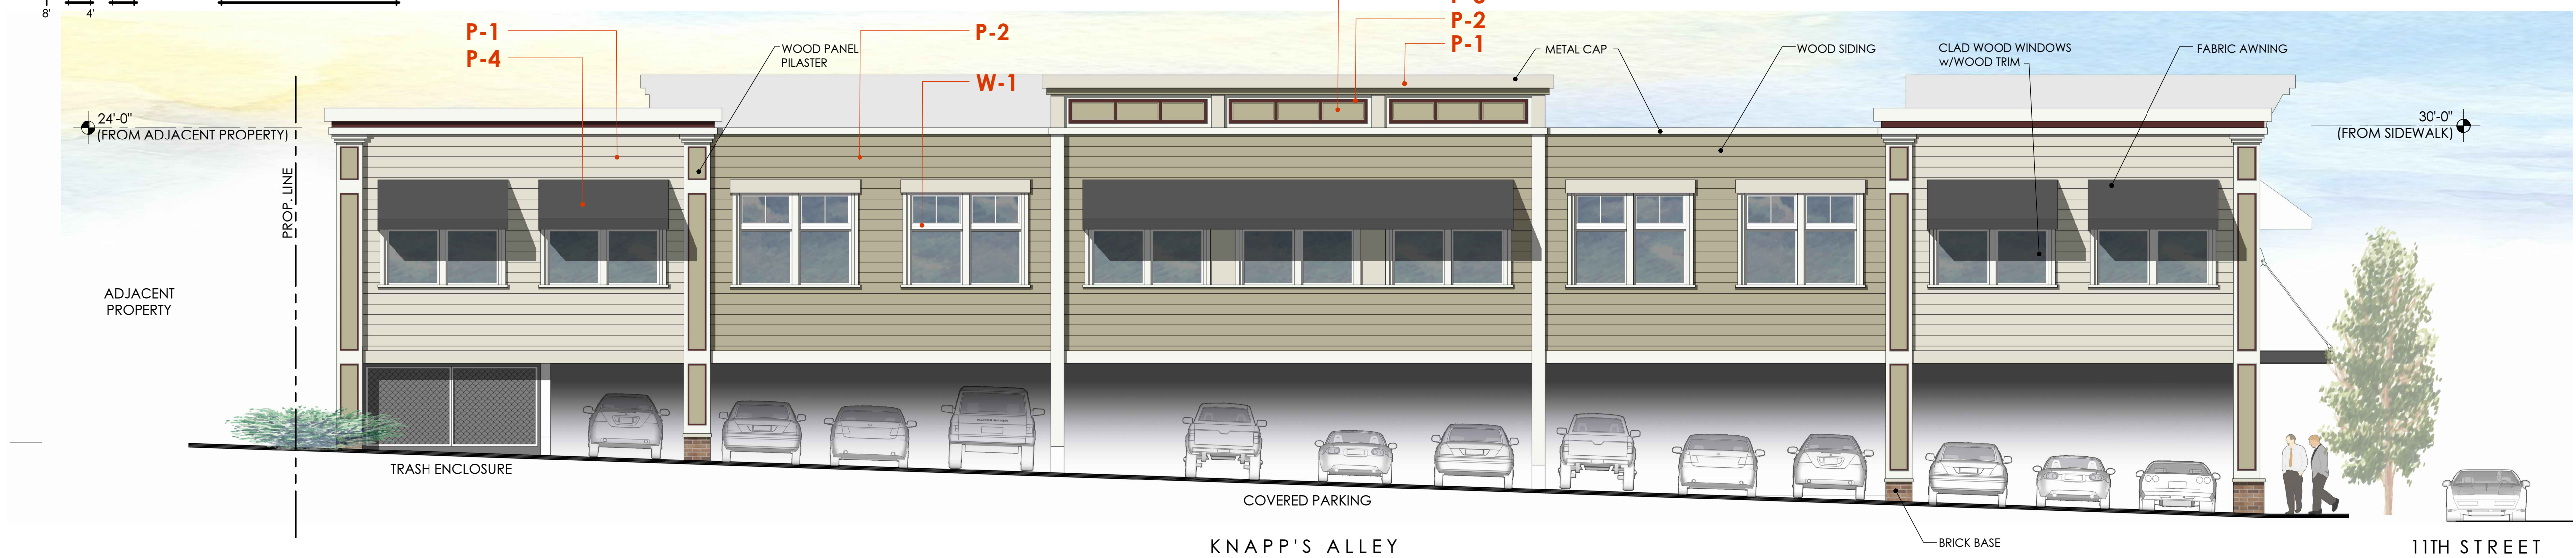 8' 4'
P-1
P-4
P-2
W-1
P-2
P-1
WOOD PANEL
PILASTER
METAL CAP
WOOD SIDING
CLAD WOOD WINDOWS
w/WOOD TRIM
FABRIC AWNING
24'-0"
(FROM ADJACENT PROPERTY)
30'-0"
(FROM SIDEWALK)
PROP. LINE
ADJACENT
PROPERTY
TRASH ENCLOSURE
COVERED PARKING
BRICK BASE
KNAPP'S ALLEY
11TH STREET